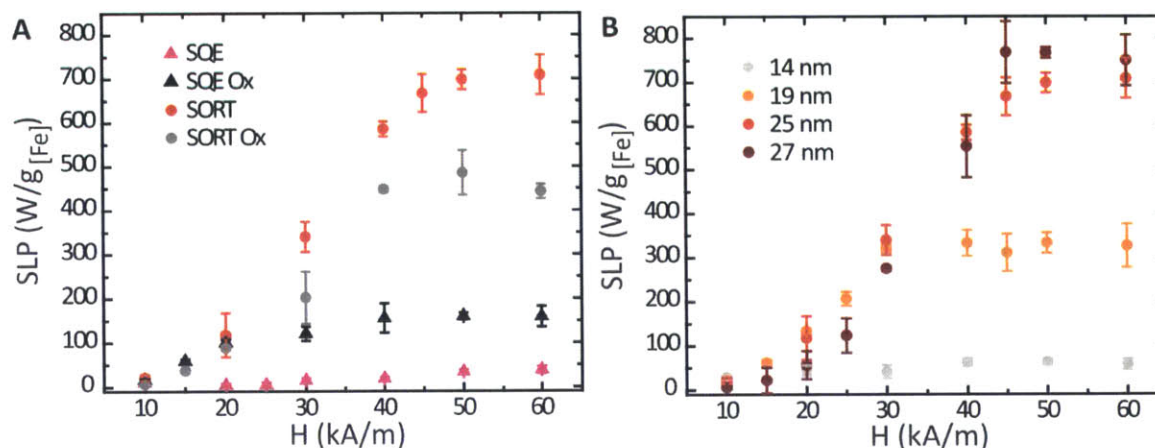 A
SLP (W/g[Fe])
800
700
600
500
400
300
200
100
0
SQE
SQE Ox
SORT
SORT Ox
10 20 30 40 50 60
H (kA/m)
B
SLP (W/g[Fe])
800
700
600
500
400
300
200
100
0
14 nm
19 nm
25 nm
27 nm
10 20 30 40 50 60
H (kA/m)